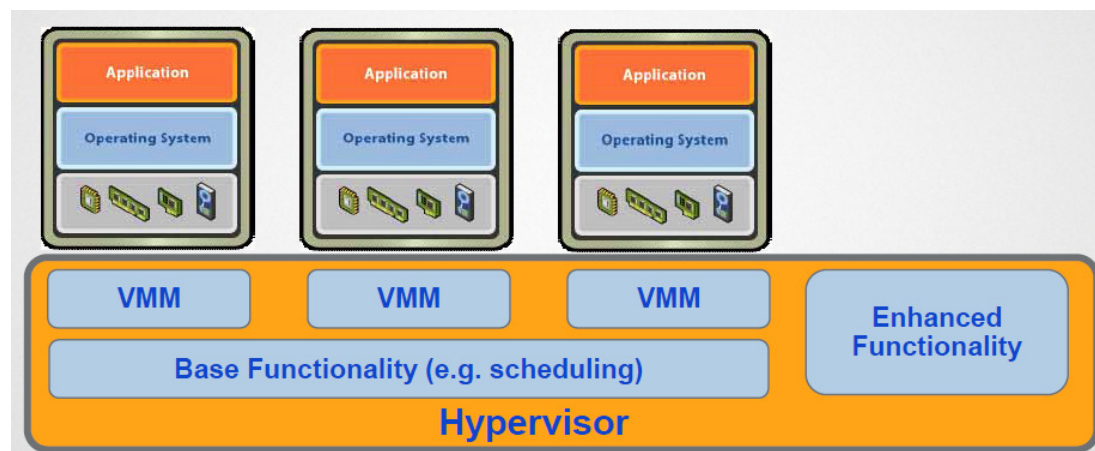 Application
Application
Application
Operating System
Operating System
Operating System
VMM
VMM
VMM
Enhanced
Functionality
Base Functionality (e.g. scheduling)
Hypervisor